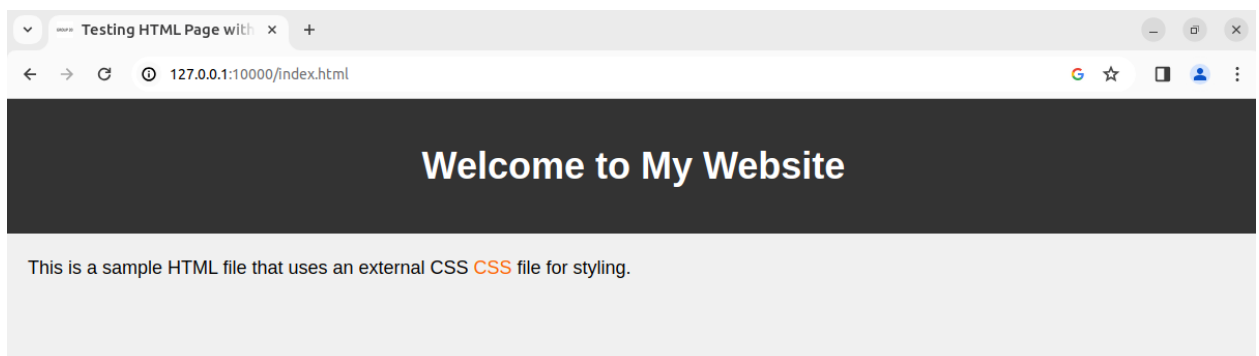 Testing HTML Page with
127.0.0.1:10000/index.html
Welcome to My Website
This is a sample HTML file that uses an external CSS CSS file for styling.